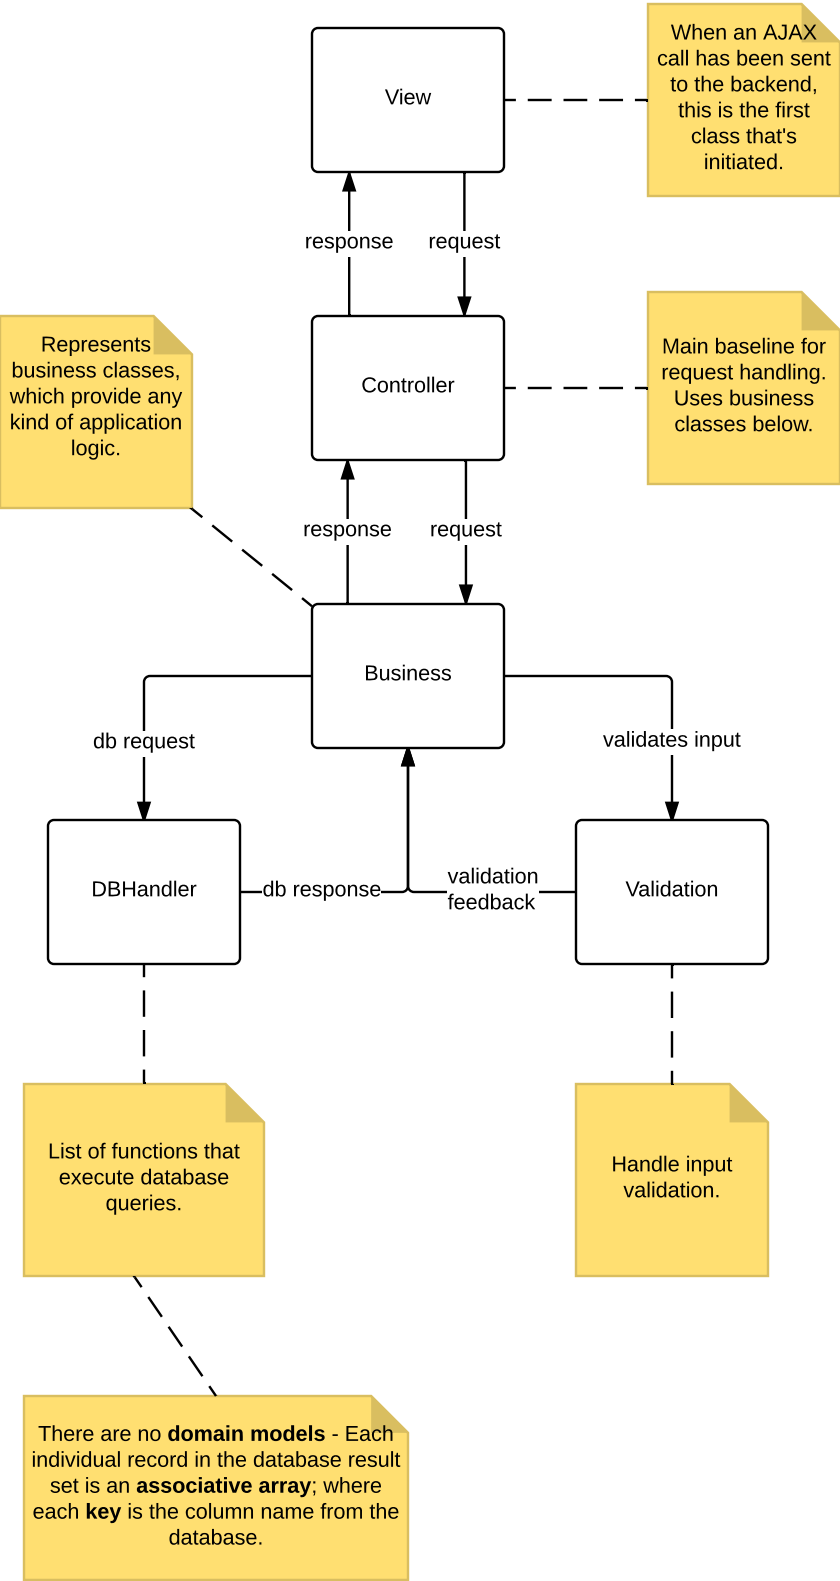 When an AJAX
call has been sent
to the backend,
this is the first
class that's
initiated.
View
response
request
Represents
business classes,
which provide any
kind of application
logic.
Controller
Main baseline for
request handling.
Uses business
classes below.
response
request
Business
db request
validates input
DBHandler
db response
validation
feedback
Validation
List of functions that
execute database
queries.
Handle input
validation.
There are no domain models - Each
individual record in the database result
set is an associative array; where
each key is the column name from the
database.